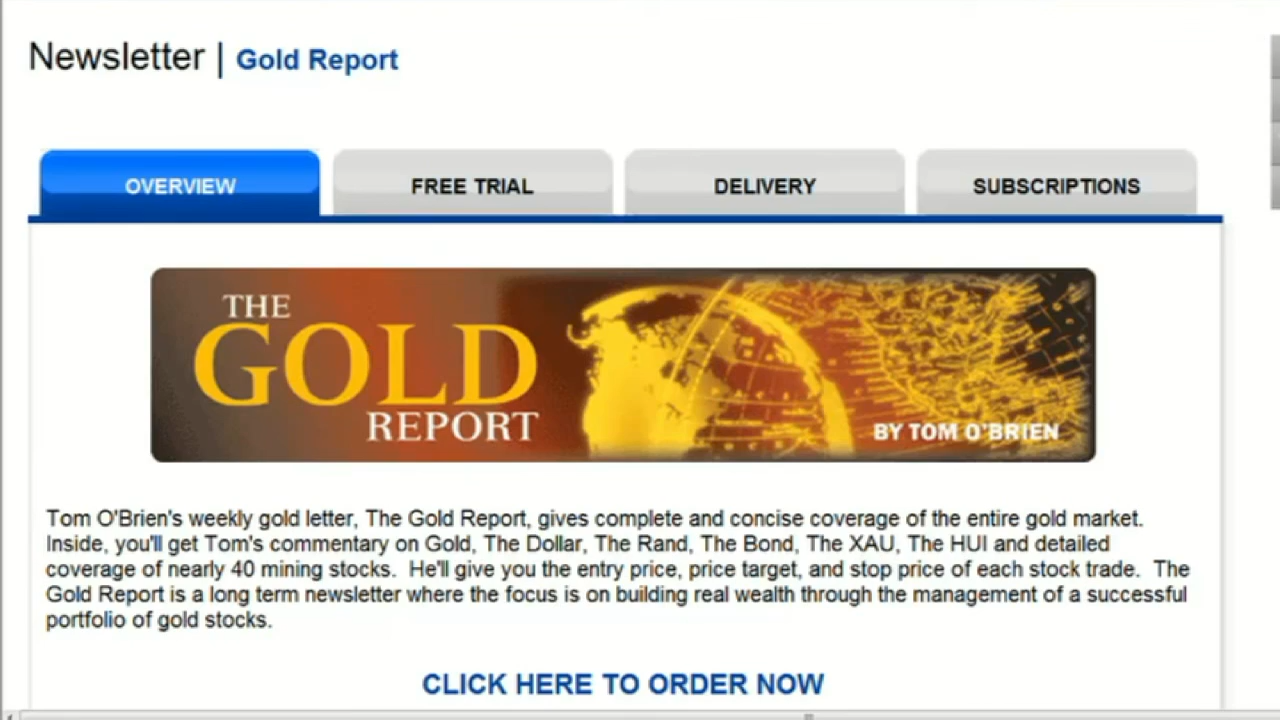 Newsletter | Gold Report
OVERVIEW
FREE TRIAL
DELIVERY
SUBSCRIPTIONS
THE
GOLD
REPORT
BY TOM O'BRIEN
Tom O'Brien's weekly gold letter, The Gold Report, gives complete and concise coverage of the entire gold market.
Inside, you'll get Tom's commentary on Gold, The Dollar, The Rand, The Bond, The XAU, The HUI and detailed
coverage of nearly 40 mining stocks.  He'll give you the entry price, price target, and stop price of each stock trade.  The
Gold Report is a long term newsletter where the focus is on building real wealth through the management of a successful
portfolio of gold stocks.
CLICK HERE TO ORDER NOW